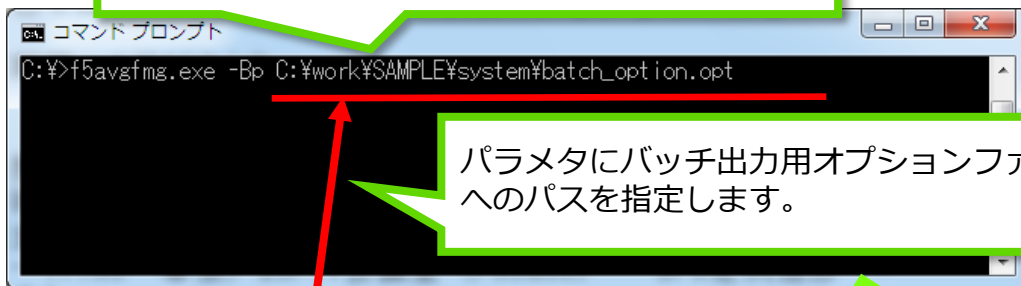 コマンド プロンプト
C:¥>f5avgfmg.exe -Bp C:¥work¥SAMPLE¥system¥batch_option.opt
パラメタにバッチ出力用オプションファ
へのパスを指定します。